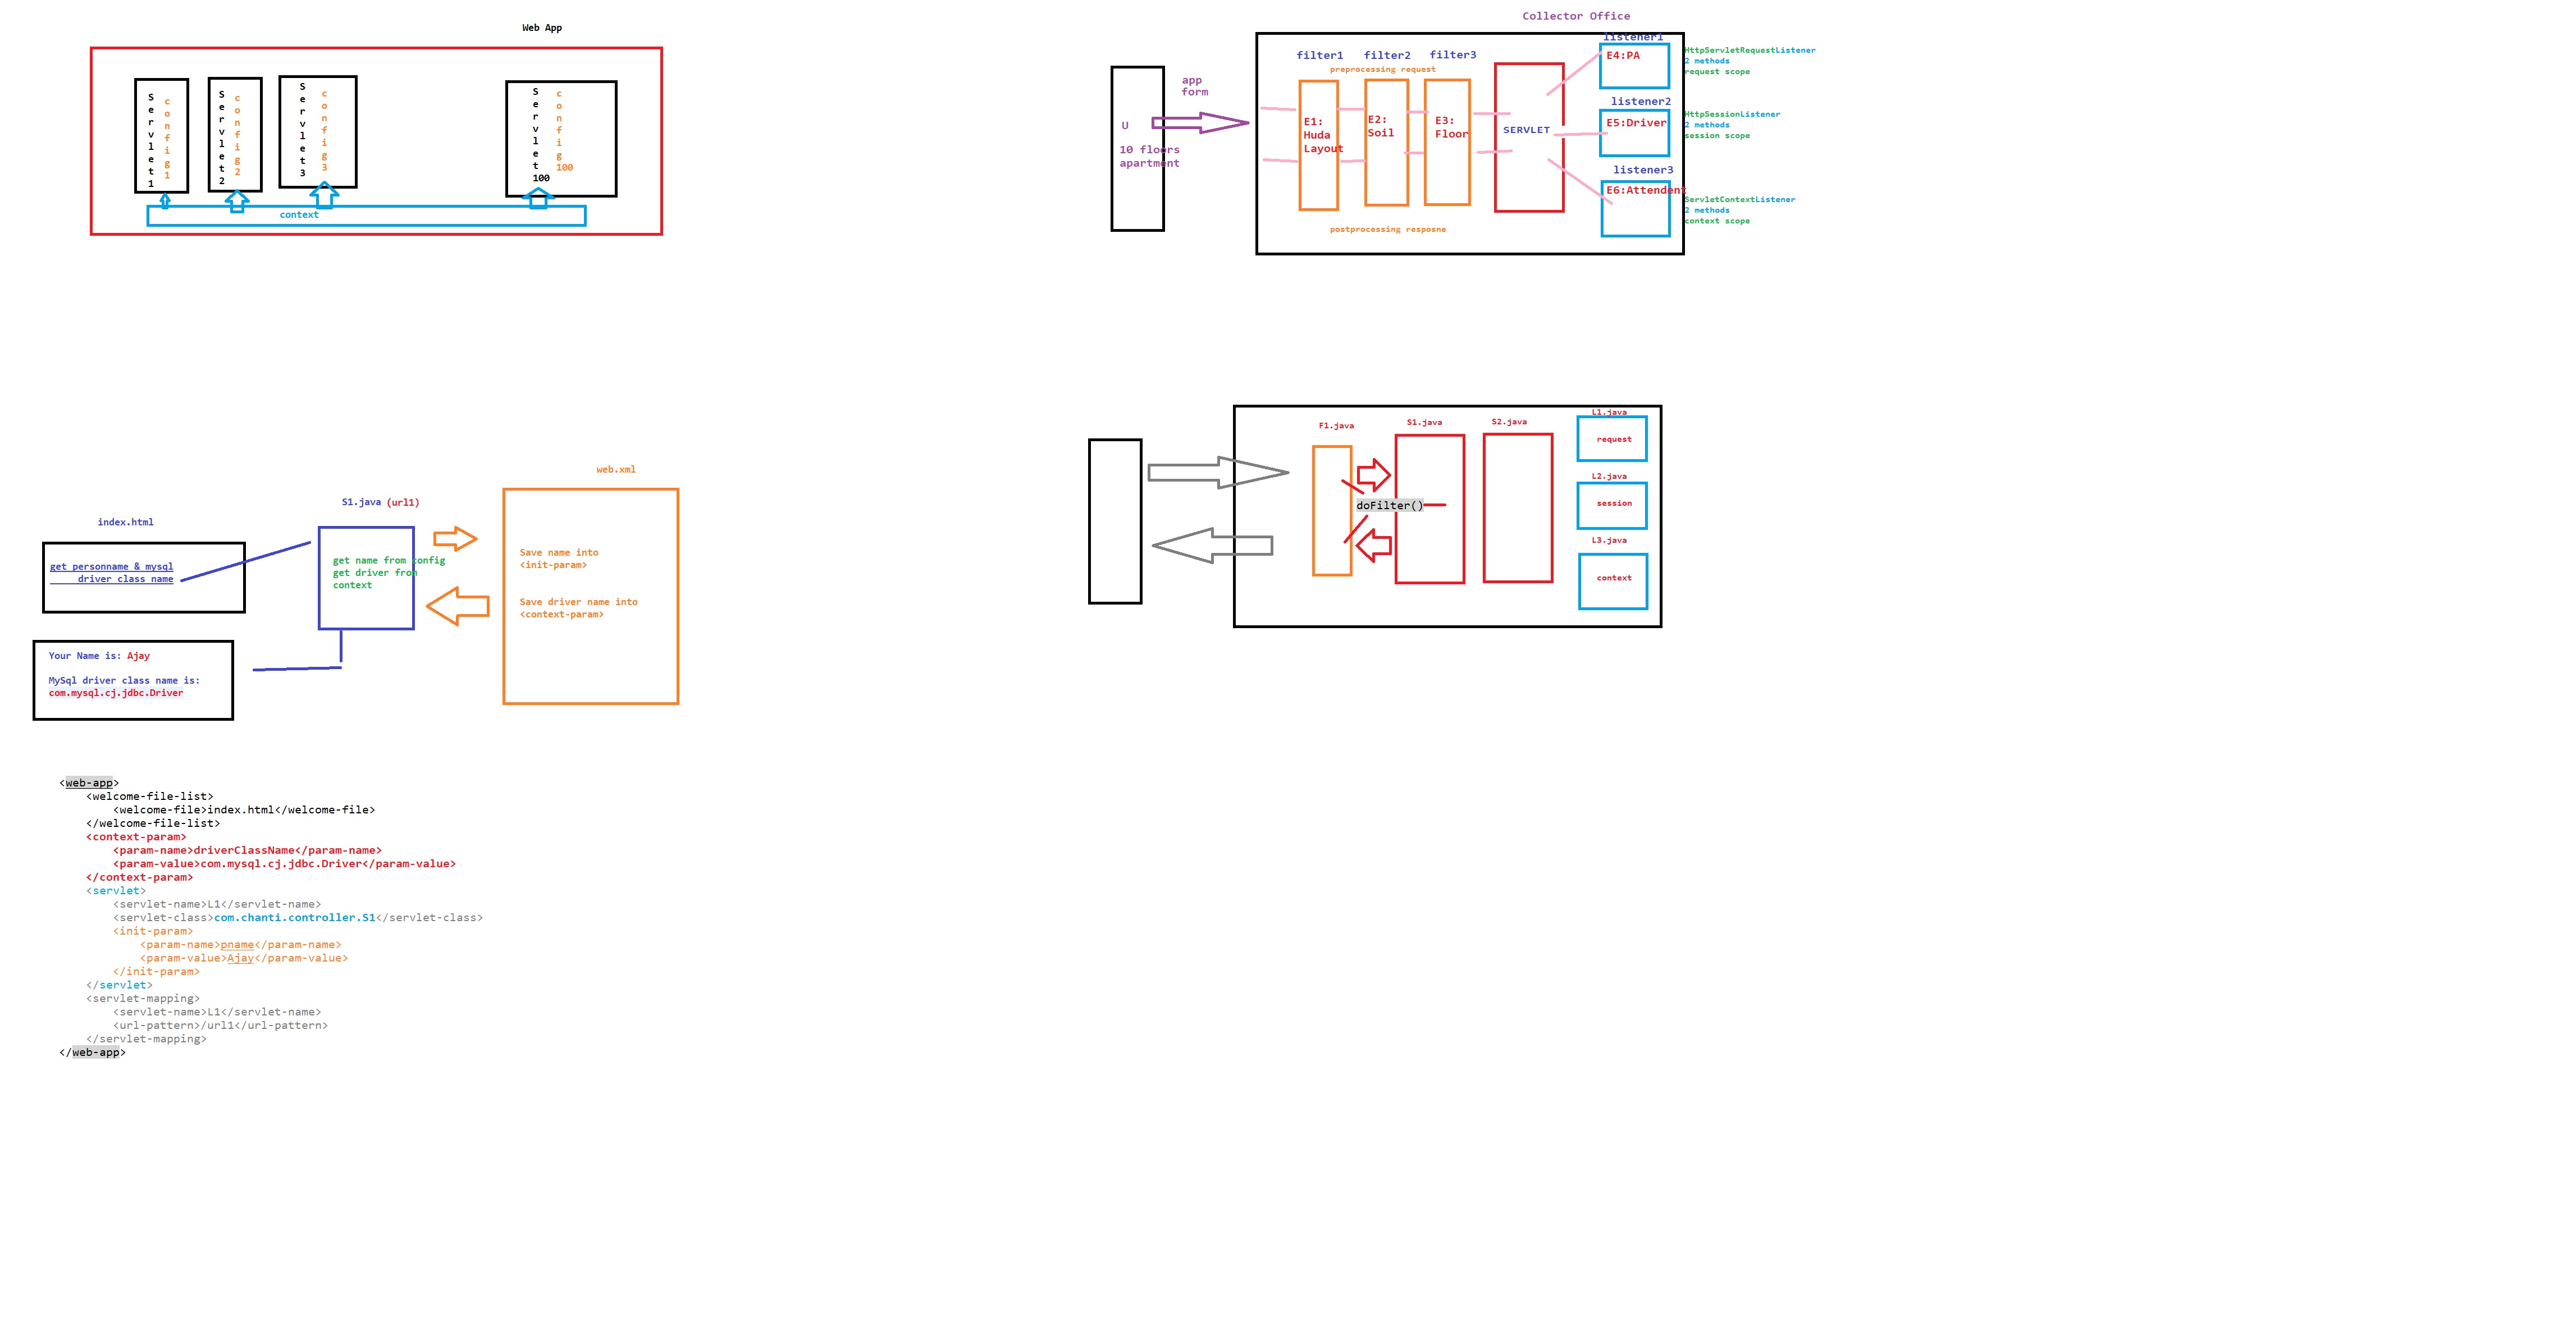 Web App
Servlet1
config1
Servlet2
config2
Servlet3
config3
Servlet100
config100
context
Collector Office
U
10 floors
apartment
app
form
filter1
filter2
filter3
preprocessing request
E1:
Huda
Layout
E2:
Soil
E3:
Floor
SERVLET
postprocessing resposne
listener1
E4:PA
HttpServletRequestListener
2 methods
request scope
listener2
E5:Driver
HttpSessionListener
2 methods
session scope
listener3
E6:Attendent
ServletContextListener
2 methods
context scope
index.html
get personname & mysql
driver class name
S1.java (url1)
get name from config
get driver from
context
web.xml
Save name into
<init-param>
Save driver name into
<context-param>
Your Name is: Ajay
MySql driver class name is:
com.mysql.cj.jdbc.Driver
F1.java
S1.java
S2.java
doFilter()
L1.java
request
L2.java
session
L3.java
context
<web-app>
<welcome-file-list>
<welcome-file>index.html</welcome-file>
</welcome-file-list>
<context-param>
<param-name>driverClassName</param-name>
<param-value>com.mysql.cj.jdbc.Driver</param-value>
</context-param>
<servlet>
<servlet-name>L1</servlet-name>
<servlet-class>com.chanti.controller.S1</servlet-class>
<init-param>
<param-name>pname</param-name>
<param-value>Ajay</param-value>
</init-param>
</servlet>
<servlet-mapping>
<servlet-name>L1</servlet-name>
<url-pattern>/url1</url-pattern>
</servlet-mapping>
</web-app>